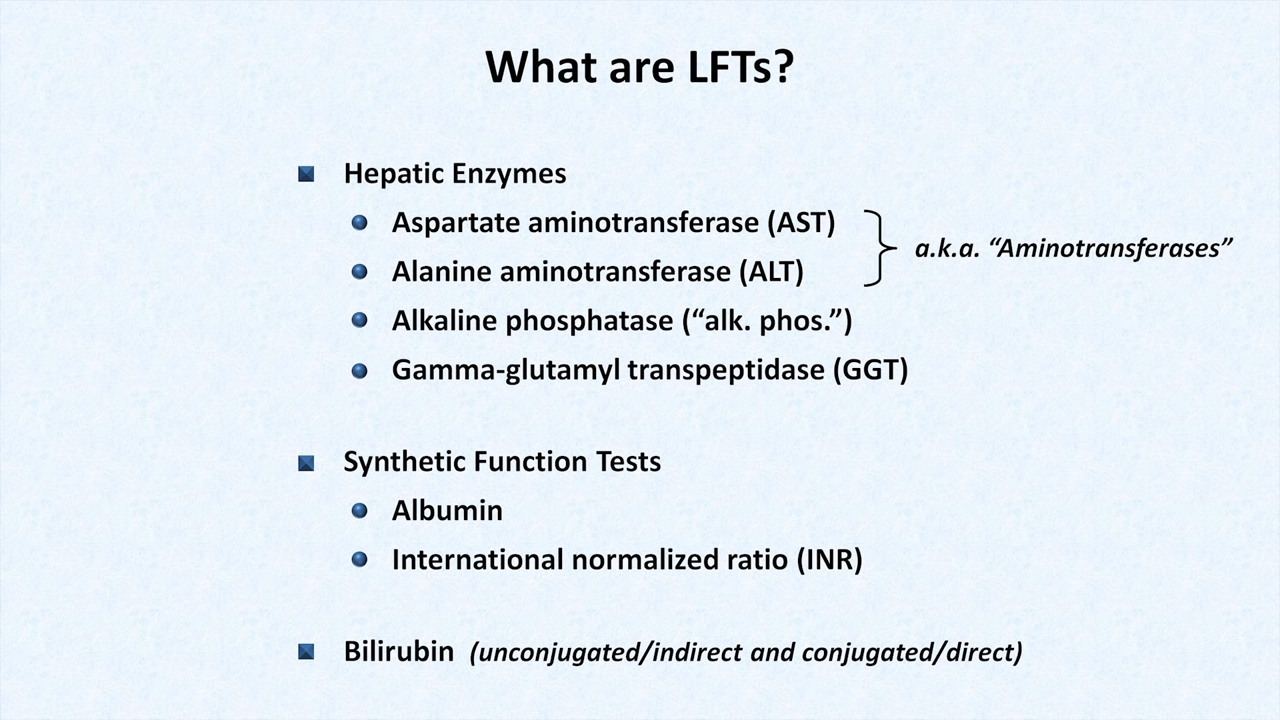 What are LFTs?
Hepatic Enzymes
Aspartate aminotransferase (AST)
Alanine aminotransferase (ALT)
a.k.a. “Aminotransferases”
Alkaline phosphatase (“alk. phos.”)
Gamma-glutamyl transpeptidase (GGT)
Synthetic Function Tests
Albumin
International normalized ratio (INR)
Bilirubin (unconjugated/indirect and conjugated/direct)